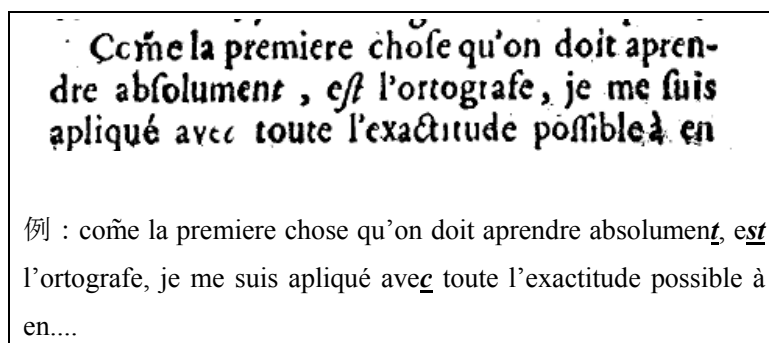 Com̃e la premiere choſe qu'on doit apren-
dre abſolument , eſt l'ortografe, je me ſuis
apliqué avec toute l'exactitude poſſible à en
例：com̃e la premiere chose qu'on doit aprendre absolument, est
l'ortografe, je me suis apliqué avec toute l'exactitude possible à
en....